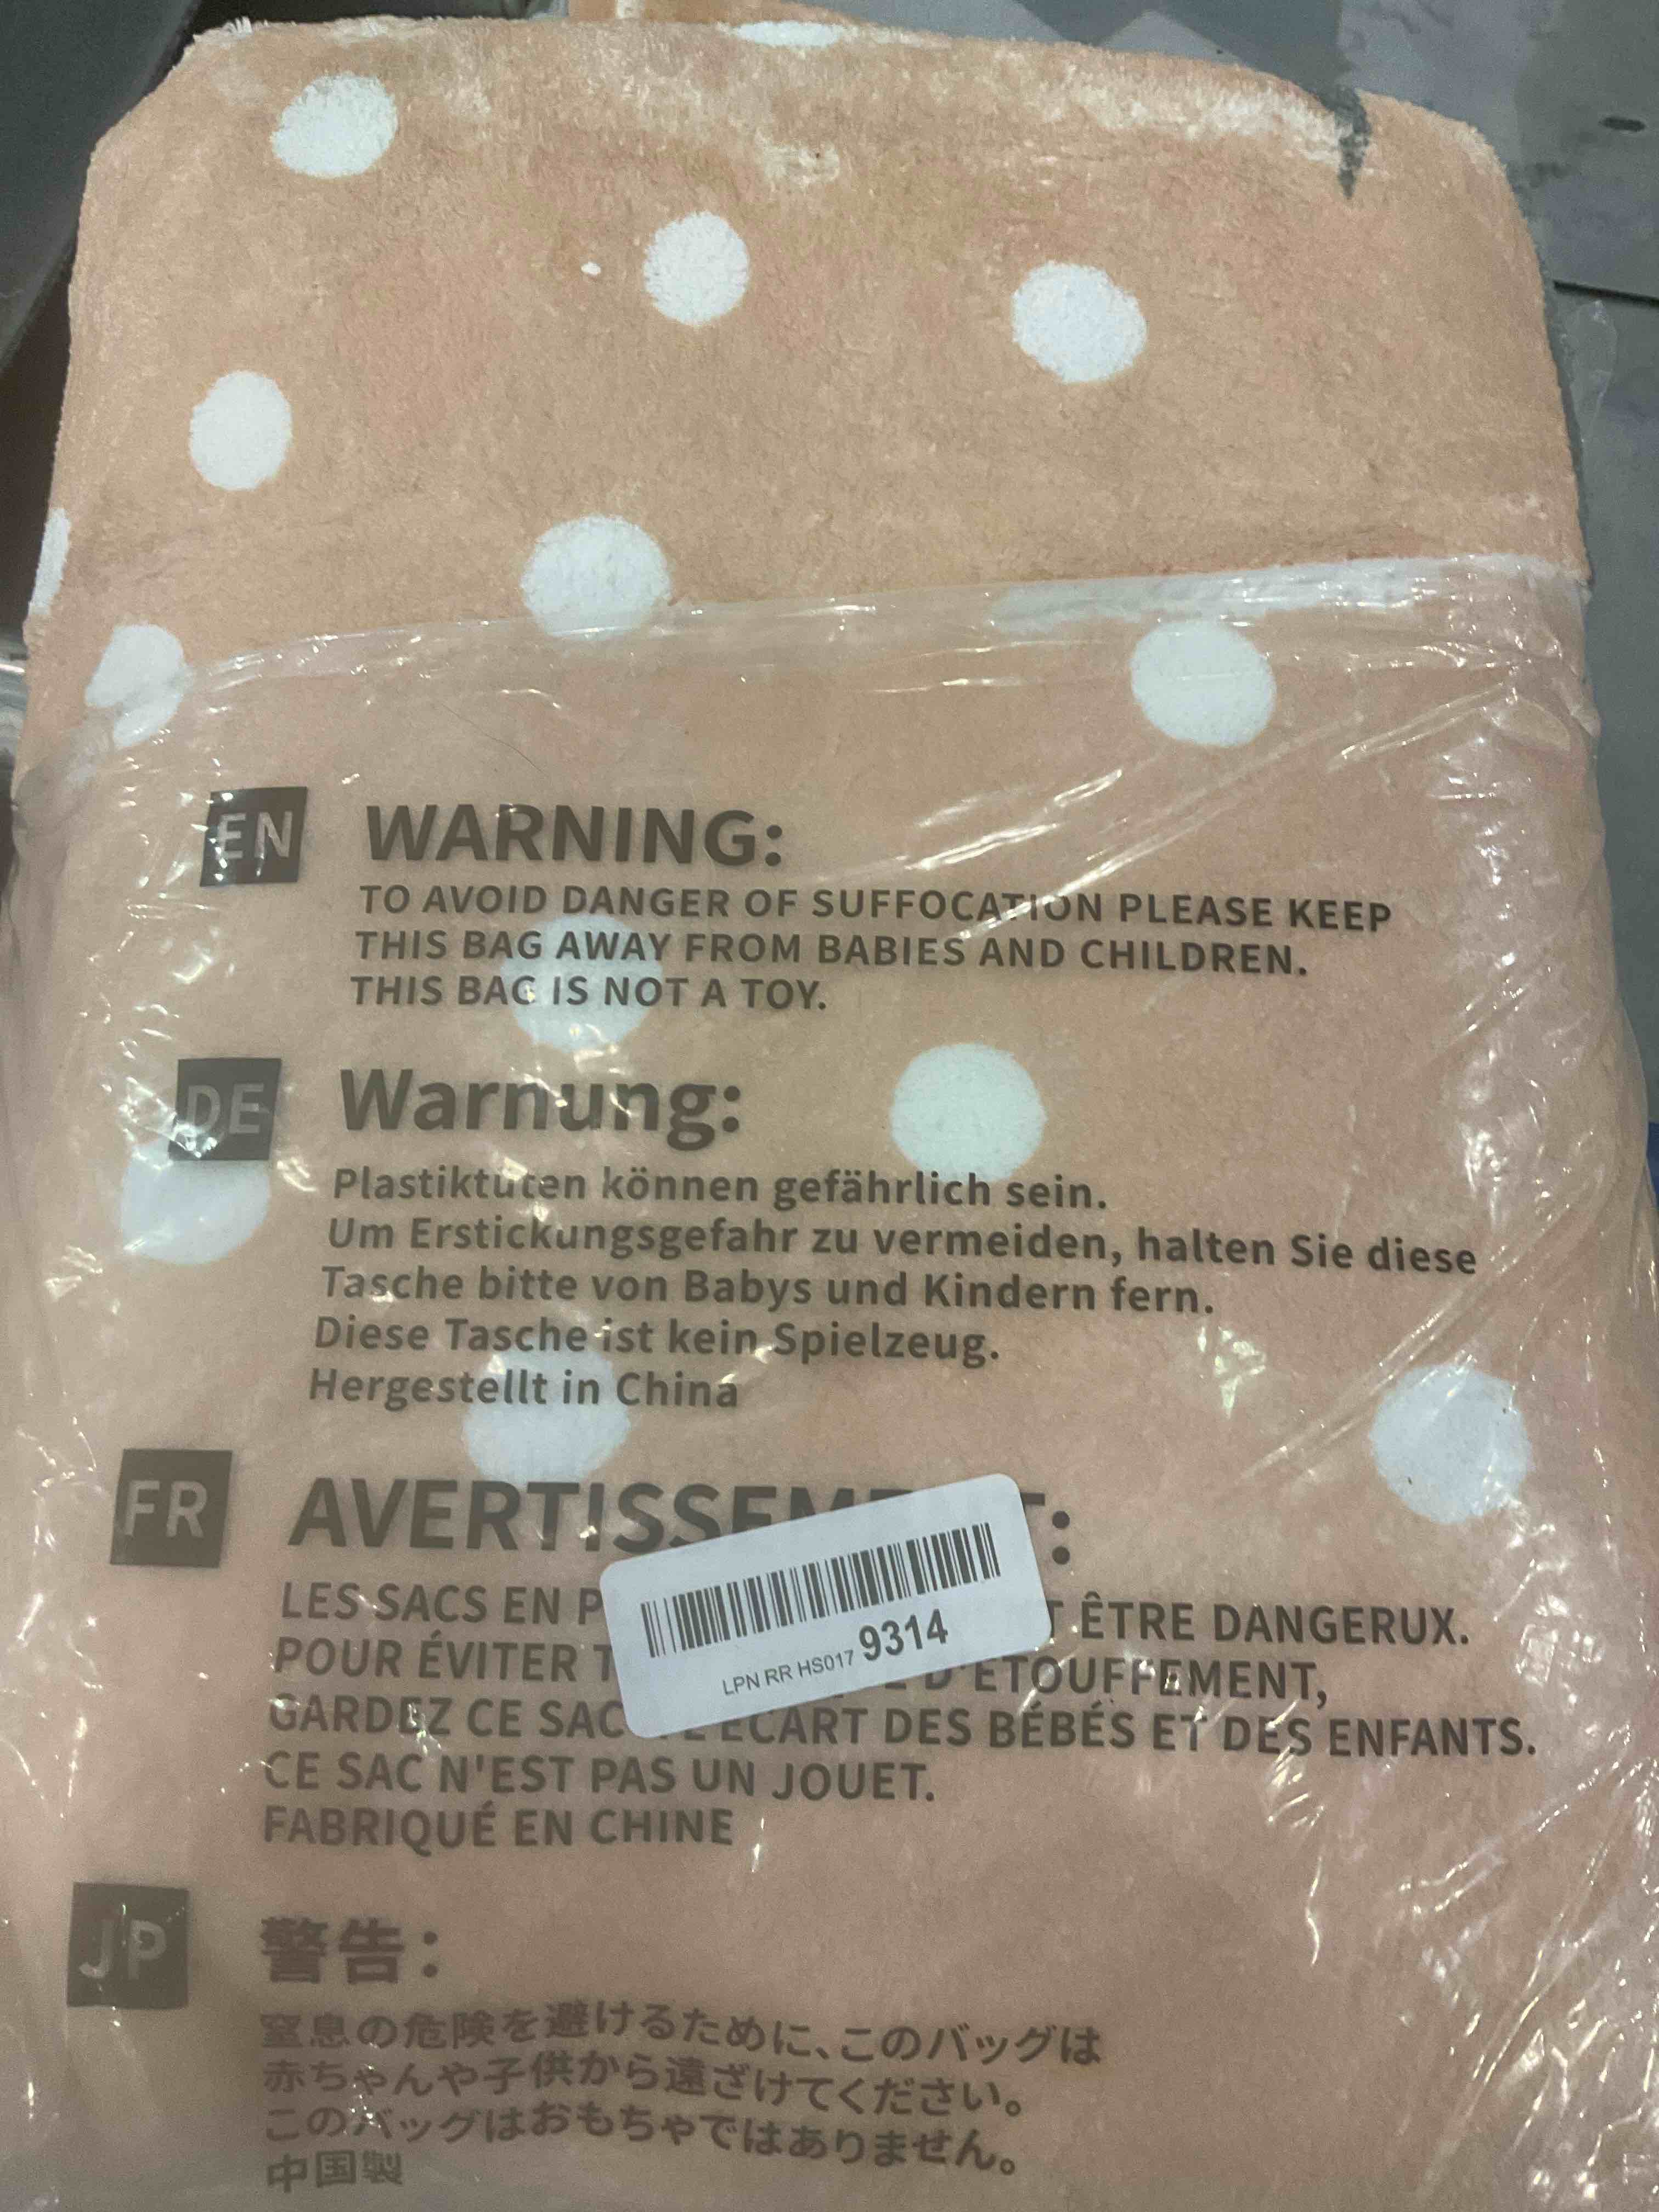 EN WARNING:
TO AVOID DANGER OF SUFFOCATION PLEASE KEEP
THIS BAG AWAY FROM BABIES AND CHILDREN.
THIS BAG IS NOT A TOY.
DE Warnung:
Plastiktüten können gefährlich sein.
Um Erstickungsgefahr zu vermeiden, halten Sie diese
Tasche bitte von Babys und Kindern fern.
Diese Tasche ist kein Spielzeug.
Hergestellt in China
FR AVERTISSEMENT:
LES SACS EN ÊTRE DANGERUX.
POUR ÉVITER D'ÉTOUFFEMENT,
GARDEZ CE SAC L'ÉCART DES BÉBÉS ET DES ENFANTS.
CE SAC N'EST PAS UN JOUET.
FABRIQUÉ EN CHINE
LPN RR HS017 9314
JP 警告:
窒息の危険を避けるために、このバッグは
赤ちゃんや子供から遠ざけてください。
このバッグはおもちゃではありません。
中国製